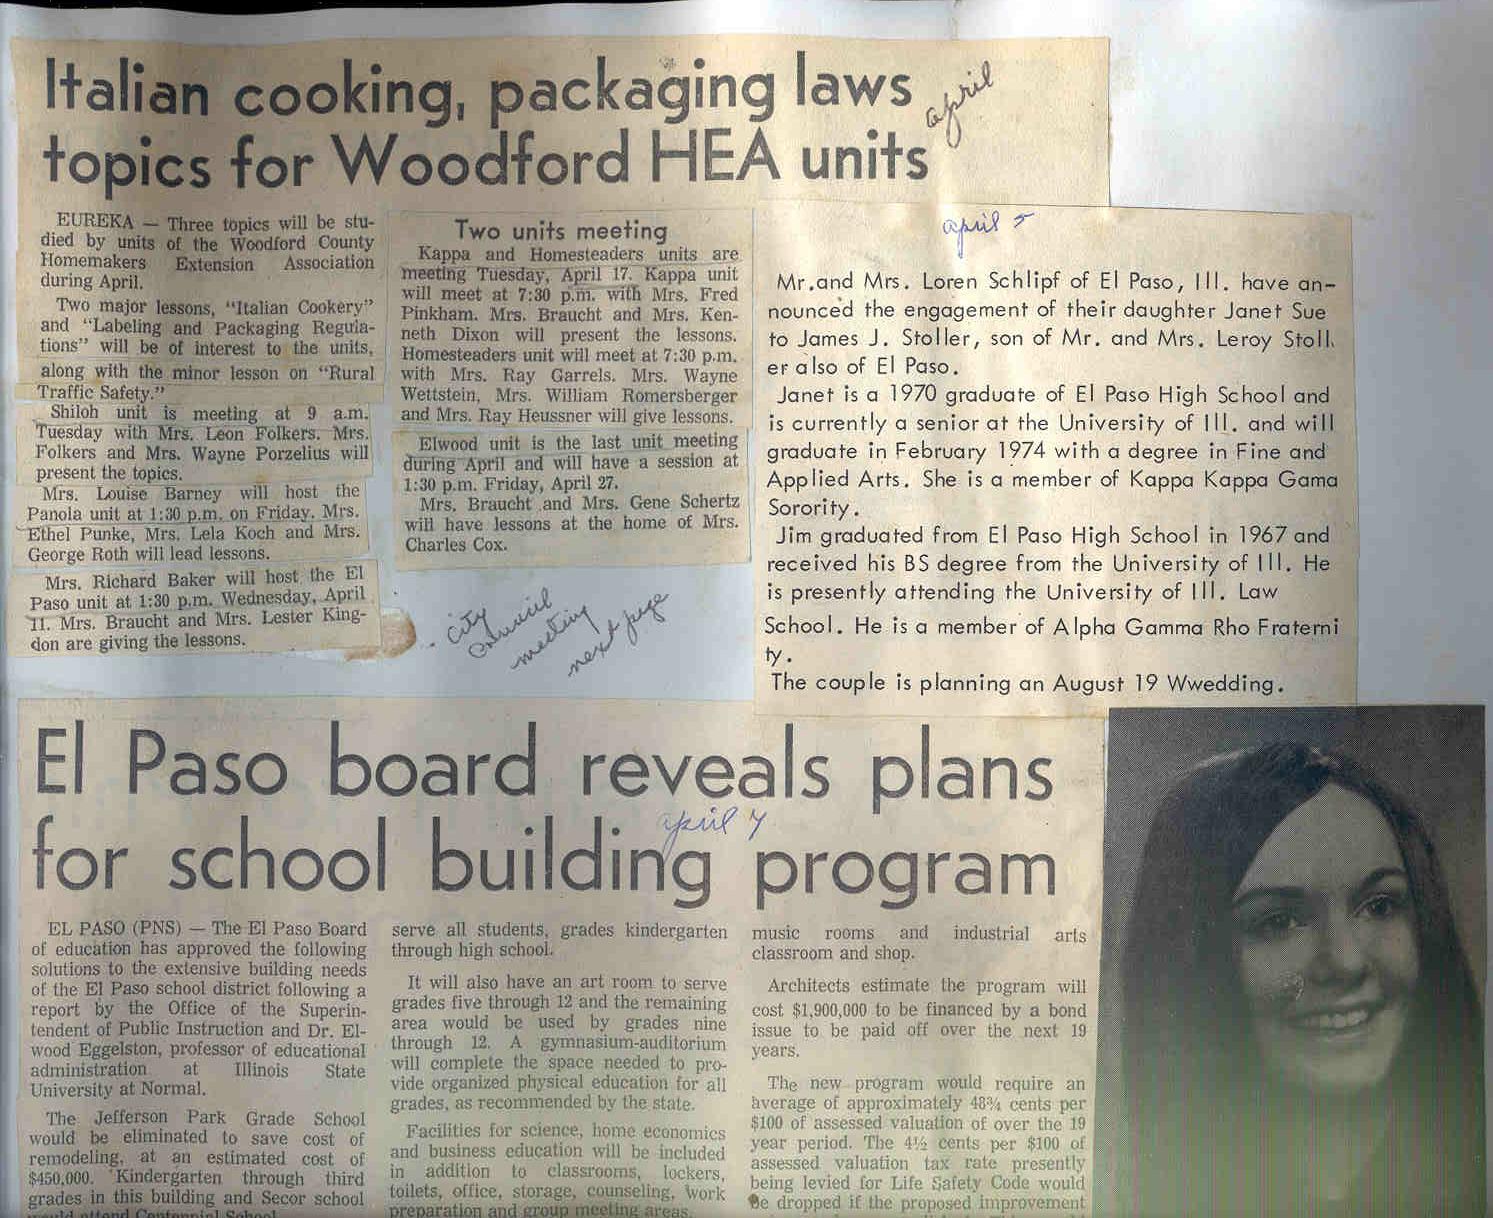 Italian cooking, packaging laws
topics for Woodford HEA units
april
EUREKA — Three topics will be stu-
died by units of the Woodford County
Homemakers Extension Association
during April.
Two major lessons, “Italian Cookery”
and “Labeling and Packaging Regula-
tions” will be of interest to the units,
along with the minor lesson on “Rural
Traffic Safety.”
Shiloh unit is meeting at 9 a.m.
Tuesday with Mrs. Leon Folkers. Mrs.
Folkers and Mrs. Wayne Porzelius will
present the topics.
Mrs. Louise Barney will host the
Panola unit at 1:30 p.m. on Friday. Mrs.
Ethel Punke, Mrs. Lela Koch and Mrs.
George Roth will lead lessons.
Mrs. Richard Baker will host the El
Paso unit at 1:30 p.m. Wednesday, April
11. Mrs. Braucht and Mrs. Lester King-
don are giving the lessons.
Two units meeting
Kappa and Homesteaders units are
meeting Tuesday, April 17. Kappa unit
will meet at 7:30 p.m. with Mrs. Fred
Pinkham. Mrs. Braucht and Mrs. Ken-
neth Dixon will present the lessons.
Homesteaders unit will meet at 7:30 p.m.
with Mrs. Ray Garrels. Mrs. Wayne
Wettstein, Mrs. William Romersberger
and Mrs. Ray Heussner will give lessons.
Elwood unit is the last unit meeting
during April and will have a session at
1:30 p.m. Friday, April 27.
Mrs. Braucht and Mrs. Gene Schertz
will have lessons at the home of Mrs.
Charles Cox.
city
council
meeting
next page
april 5
Mr.and Mrs. Loren Schlipf of El Paso, Ill. have an-
nounced the engagement of their daughter Janet Sue
to James J. Stoller, son of Mr. and Mrs. Leroy Stoll
er also of El Paso.
Janet is a 1970 graduate of El Paso High School and
is currently a senior at the University of Ill. and will
graduate in February 1974 with a degree in Fine and
Applied Arts. She is a member of Kappa Kappa Gama
Sorority.
Jim graduated from El Paso High School in 1967 and
received his BS degree from the University of Ill. He
is presently attending the University of Ill. Law
School. He is a member of Alpha Gamma Rho Fraterni
ty.
The couple is planning an August 19 Wwedding.
El Paso board reveals plans
for school building program
april 7
EL PASO (PNS) — The El Paso Board
of education has approved the following
solutions to the extensive building needs
of the El Paso school district following a
report by the Office of the Superin-
tendent of Public Instruction and Dr. El-
wood Eggelston, professor of educational
administration at Illinois State
University at Normal.
The Jefferson Park Grade School
would be eliminated to save cost of
remodeling, at an estimated cost of
$450,000. Kindergarten through third
grades in this building and Secor school
would attend Centennial School.
serve all students, grades kindergarten
through high school.
It will also have an art room to serve
grades five through 12 and the remaining
area would be used by grades nine
through 12. A gymnasium-auditorium
will complete the space needed to pro-
vide organized physical education for all
grades, as recommended by the state.
Facilities for science, home economics
and business education will be included
in addition to classrooms, lockers,
toilets, office, storage, counseling, work
preparation and group meeting areas,
music rooms and industrial arts
classroom and shop.
Architects estimate the program will
cost $1,900,000 to be financed by a bond
issue to be paid off over the next 19
years.
The new program would require an
average of approximately 48¾ cents per
$100 of assessed valuation of over the 19
year period. The 4½ cents per $100 of
assessed valuation tax rate presently
being levied for Life Safety Code would
be dropped if the proposed improvement